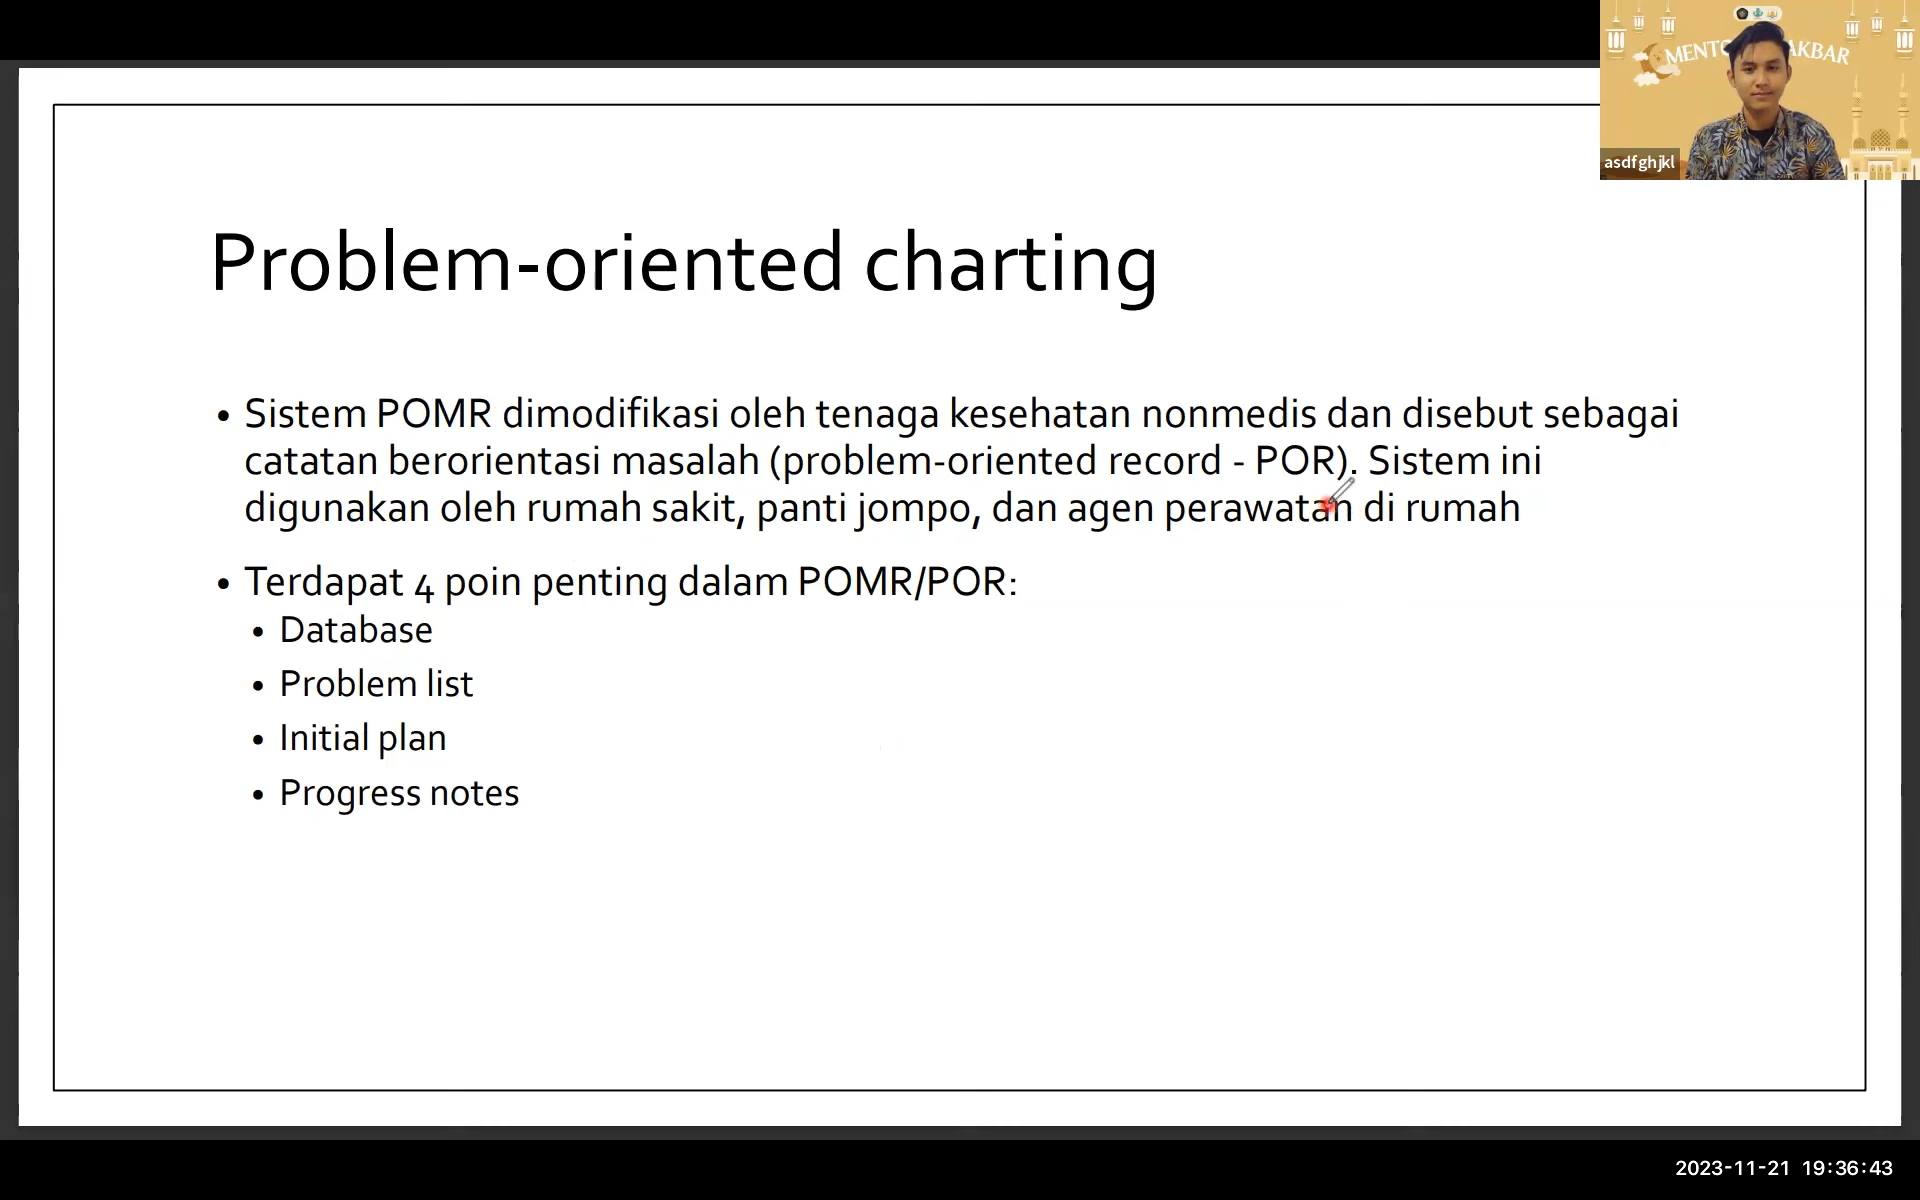 MENTO AKBAR
asdfghjkl
Problem-oriented charting
• Sistem POMR dimodifikasi oleh tenaga kesehatan nonmedis dan disebut sebagai
catatan berorientasi masalah (problem-oriented record - POR). Sistem ini
digunakan oleh rumah sakit, panti jompo, dan agen perawatan di rumah
• Terdapat 4 poin penting dalam POMR/POR:
• Database
• Problem list
• Initial plan
• Progress notes
2023-11-21 19:36:43